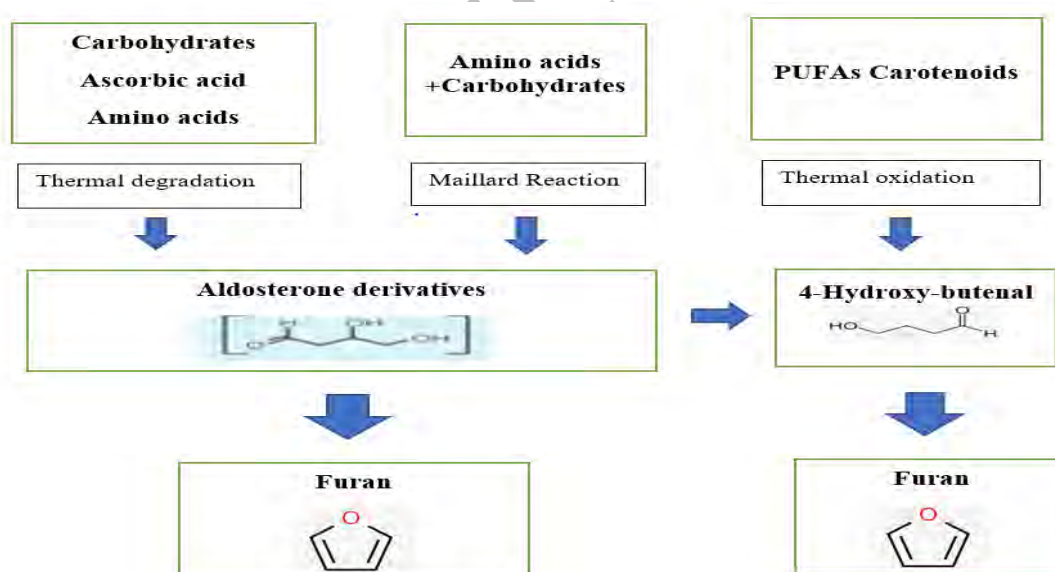 Carbohydrates
Ascorbic acid
Amino acids
Amino acids
+Carbohydrates
PUFAs Carotenoids
Thermal degradation
Maillard Reaction
Thermal oxidation
Aldosterone derivatives
H
OH
O
OH
4-Hydroxy-butenal
O
HO
H
Furan
O
Furan
O